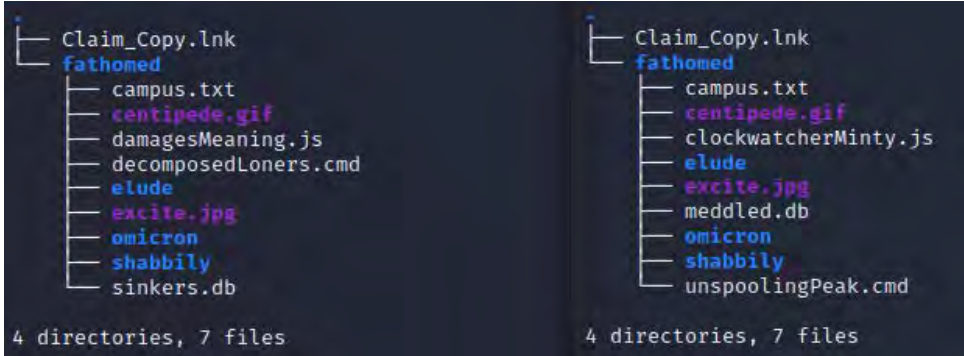 .
├── Claim_Copy.lnk
└── fathomed
    ├── campus.txt
    ├── centipede.gif
    ├── damagesMeaning.js
    ├── decomposedLoners.cmd
    ├── elude
    ├── excite.jpg
    ├── omicron
    ├── shabbily
    └── sinkers.db
4 directories, 7 files
.
├── Claim_Copy.lnk
└── fathomed
    ├── campus.txt
    ├── centipede.gif
    ├── clockwatcherMinty.js
    ├── elude
    ├── excite.jpg
    ├── meddled.db
    ├── omicron
    ├── shabbily
    └── unspoolingPeak.cmd
4 directories, 7 files